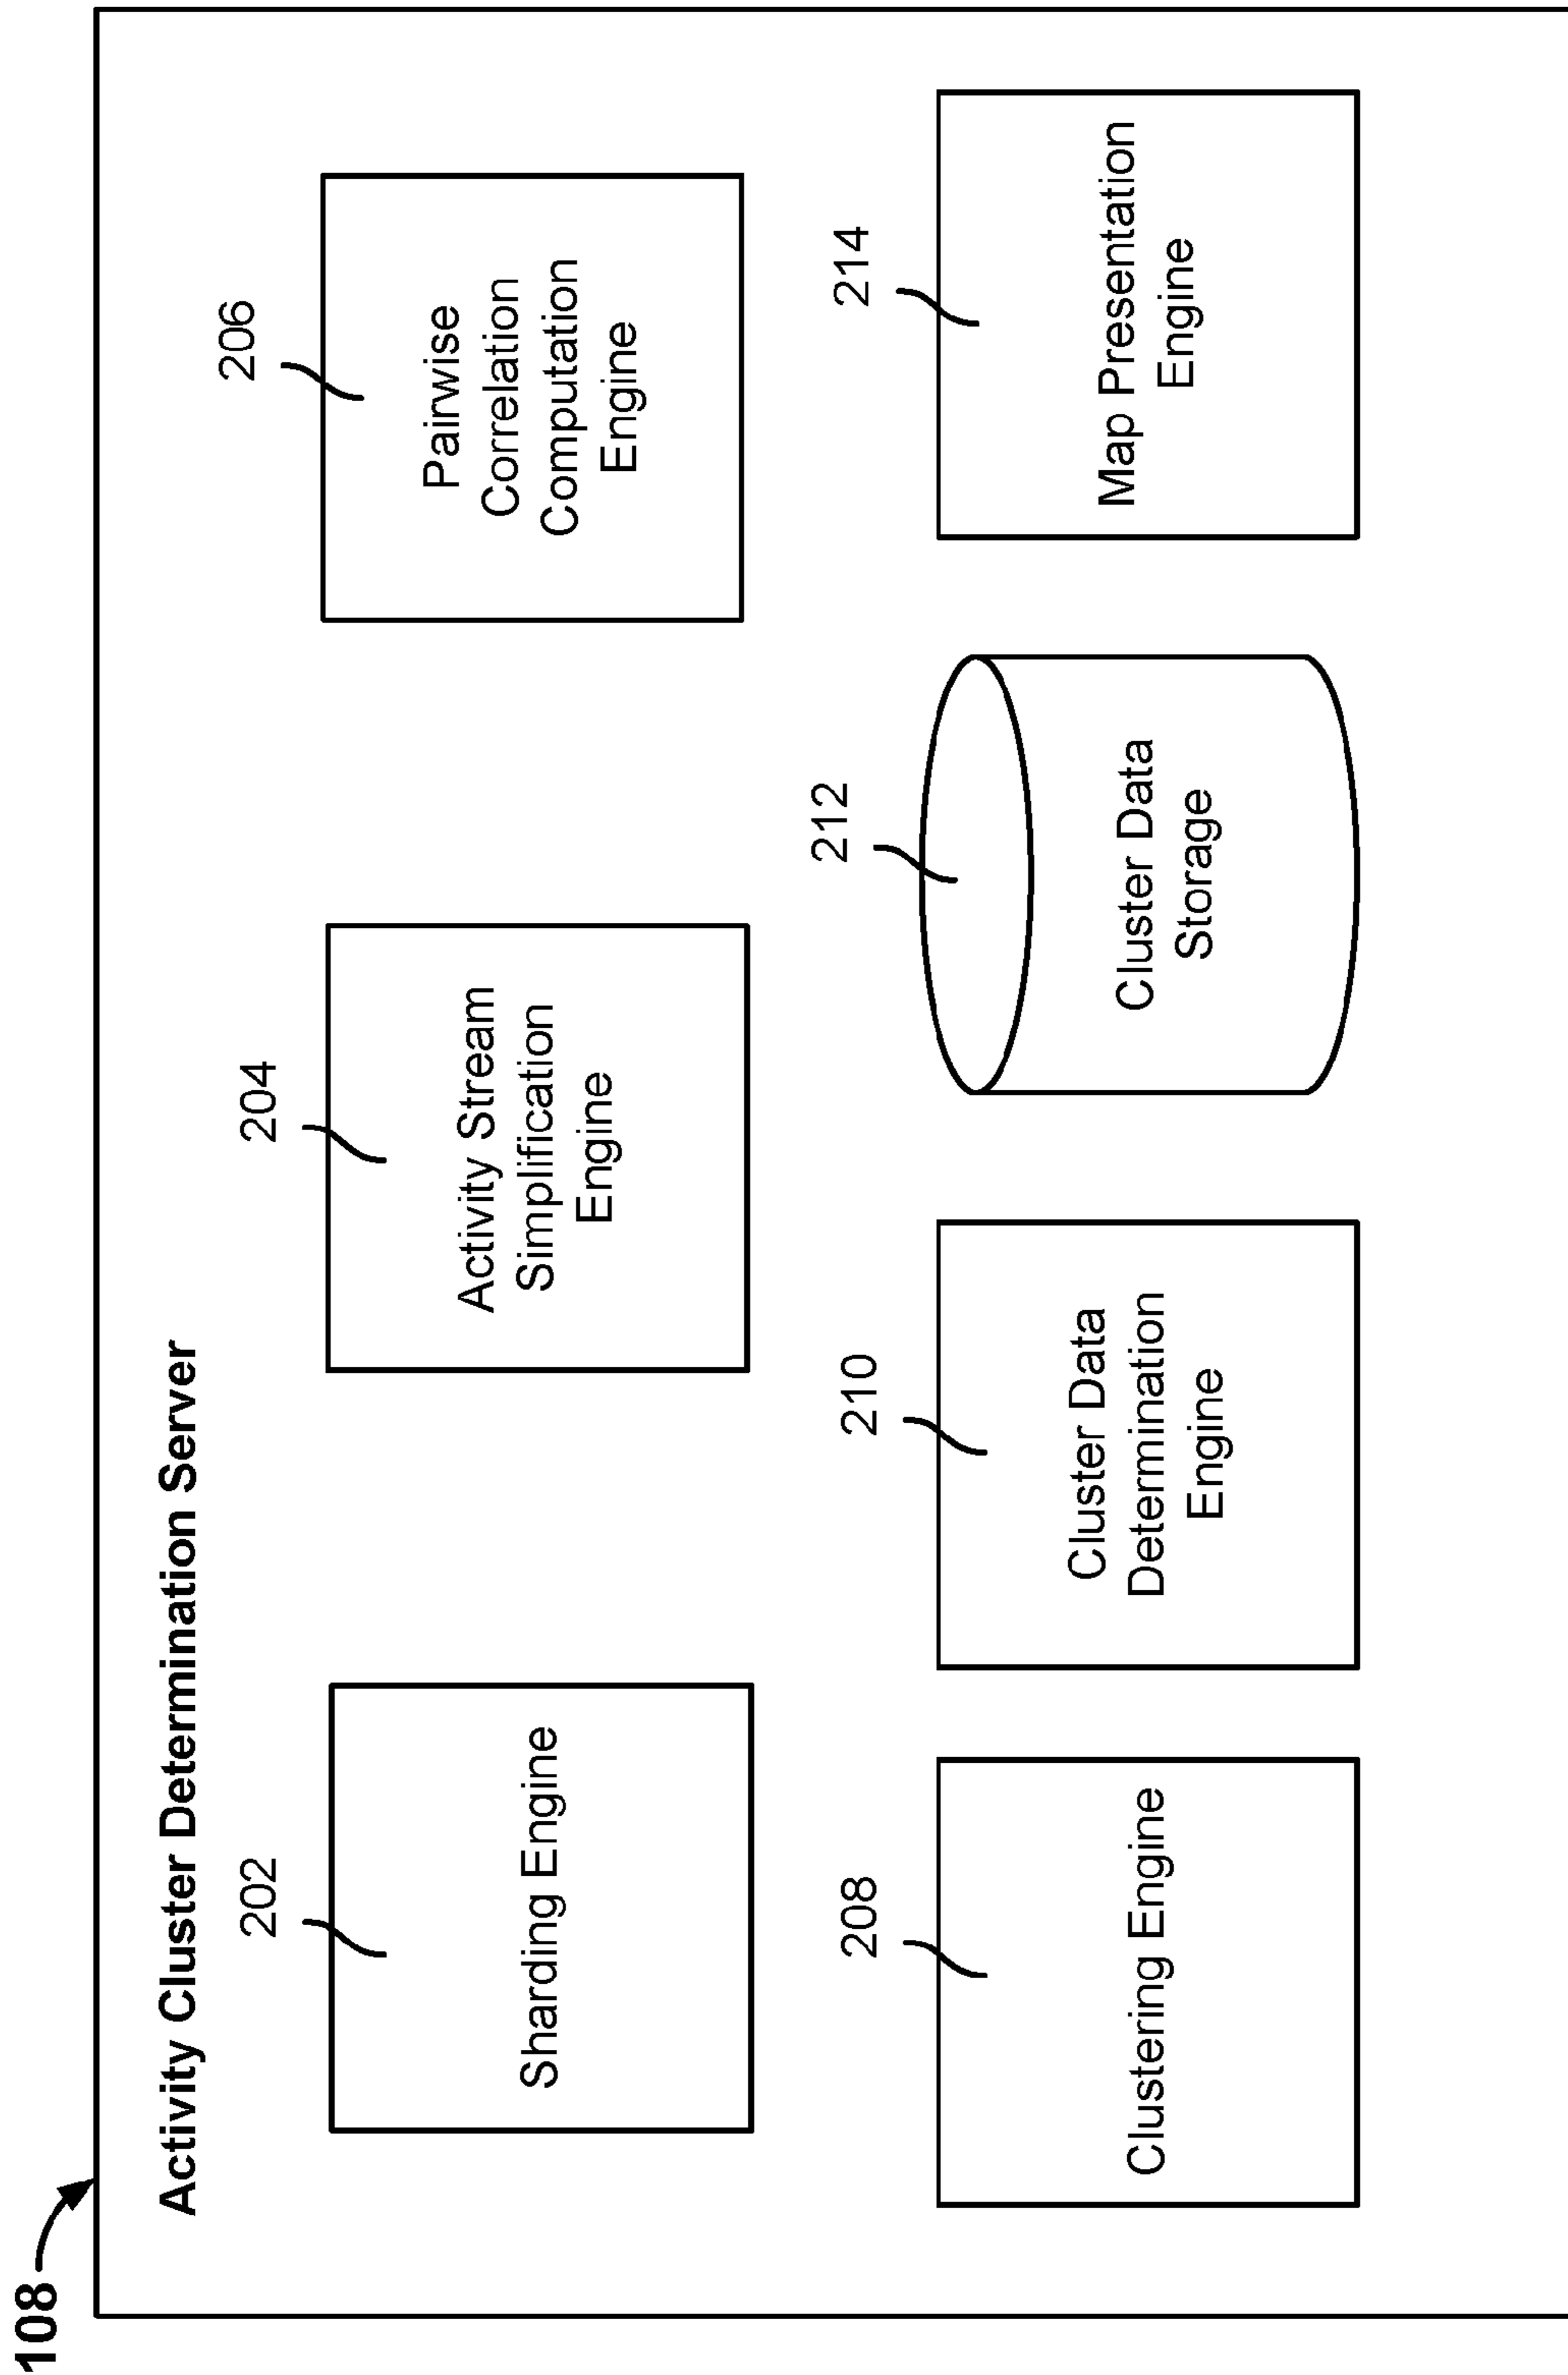 108
Activity Cluster Determination Server
202
Sharding Engine
204
Activity Stream
Simplification
Engine
206
Pairwise
Correlation
Computation
Engine
208
Clustering Engine
210
Cluster Data
Determination
Engine
212
Cluster Data
Storage
214
Map Presentation
Engine